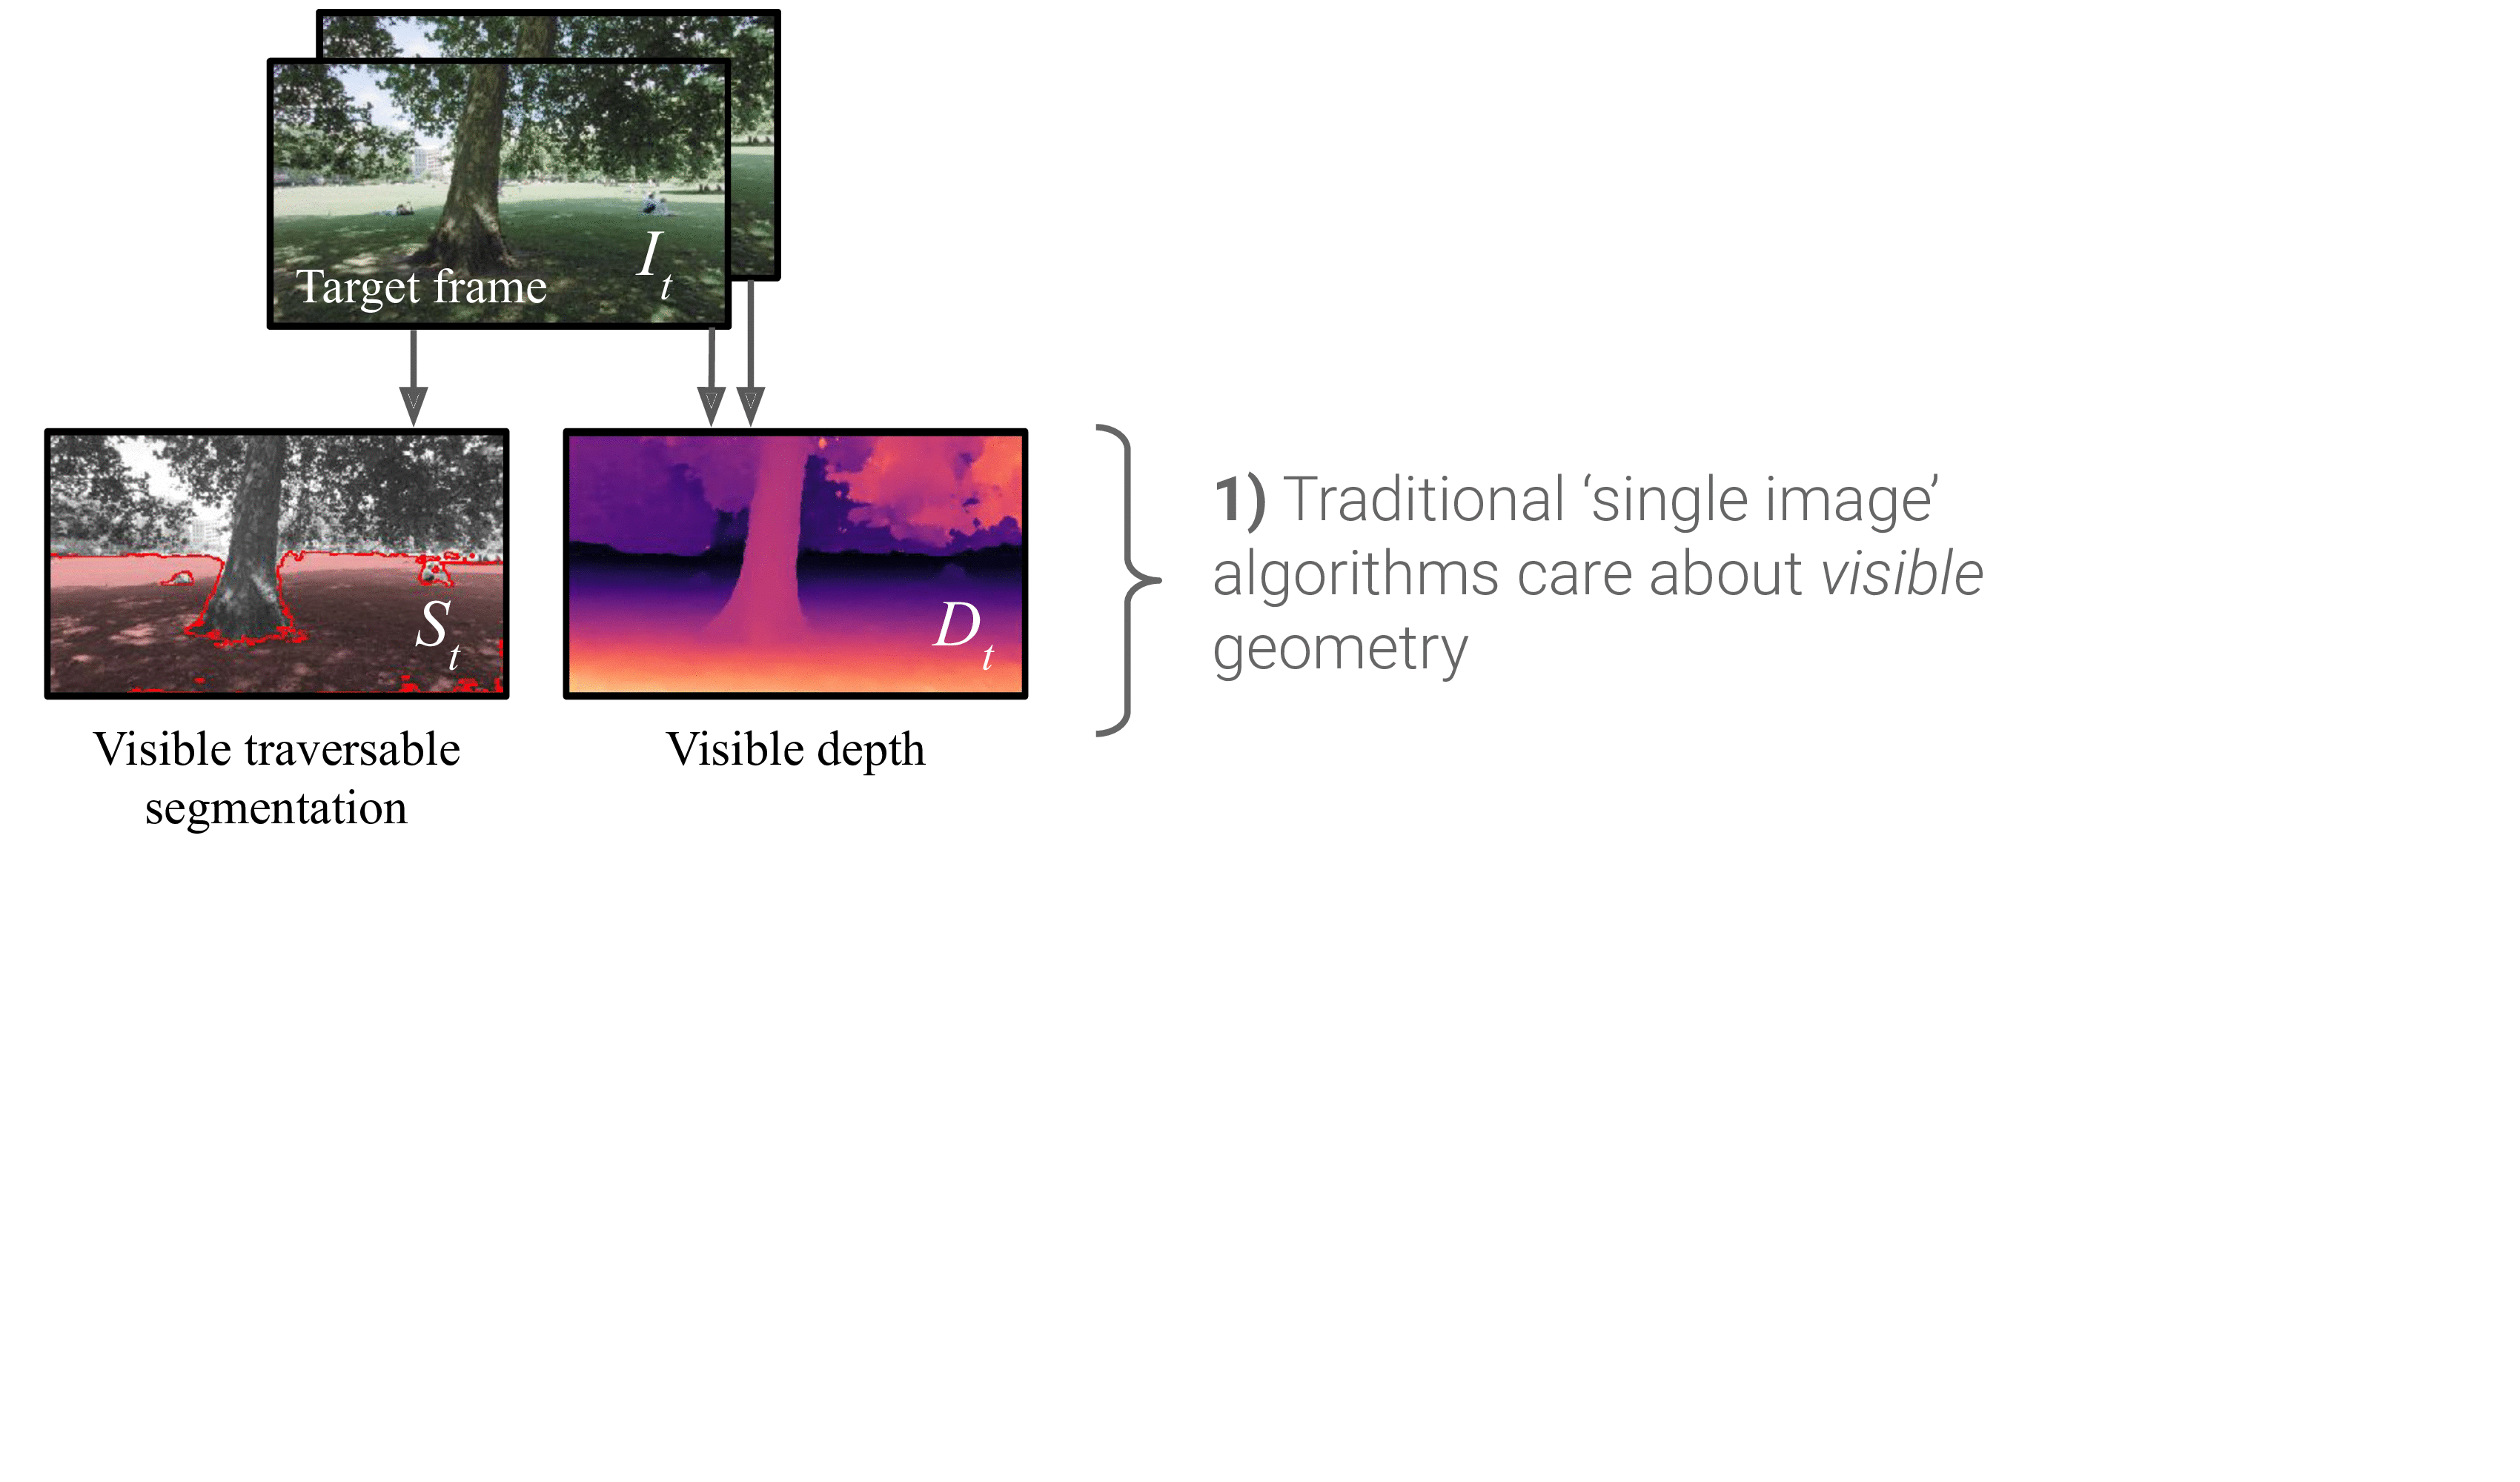 Target frame
I t
S t
D t
Visible traversable
segmentation
Visible depth
1) Traditional ‘single image’
algorithms care about visible
geometry